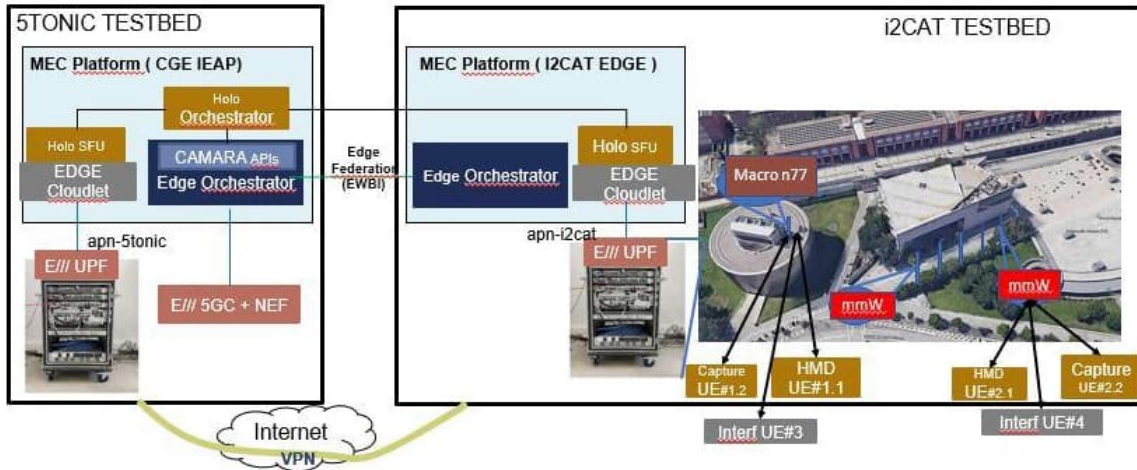 5TONIC TESTBED
MEC Platform ( CGE IEAP)
Holo
Orchestrator
Holo SFU
EDGE
Cloudlet
CAMARA APIs
Edge Orchestrator
apn-5tonic
E/// UPF
E/// 5GC + NEF
Edge
Federation
(EWBI)
i2CAT TESTBED
MEC Platform ( I2CAT EDGE )
Edge Orchestrator
Holo SFU
EDGE
Cloudlet
apn-i2cat
E/// UPF
Macro n77
mmW
mmW
Capture
UE#1.2
HMD
UE#1.1
HMD
UE#2.1
Capture
UE#2.2
Interf UE#3
Interf UE#4
Internet
VPN